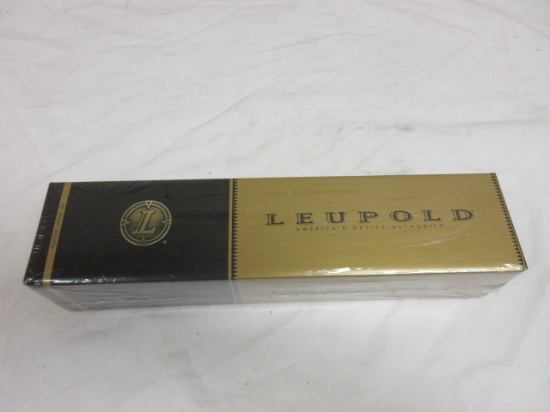 L
®
LEUPOLD
AMERICA'S OPTICS AUTHORITY